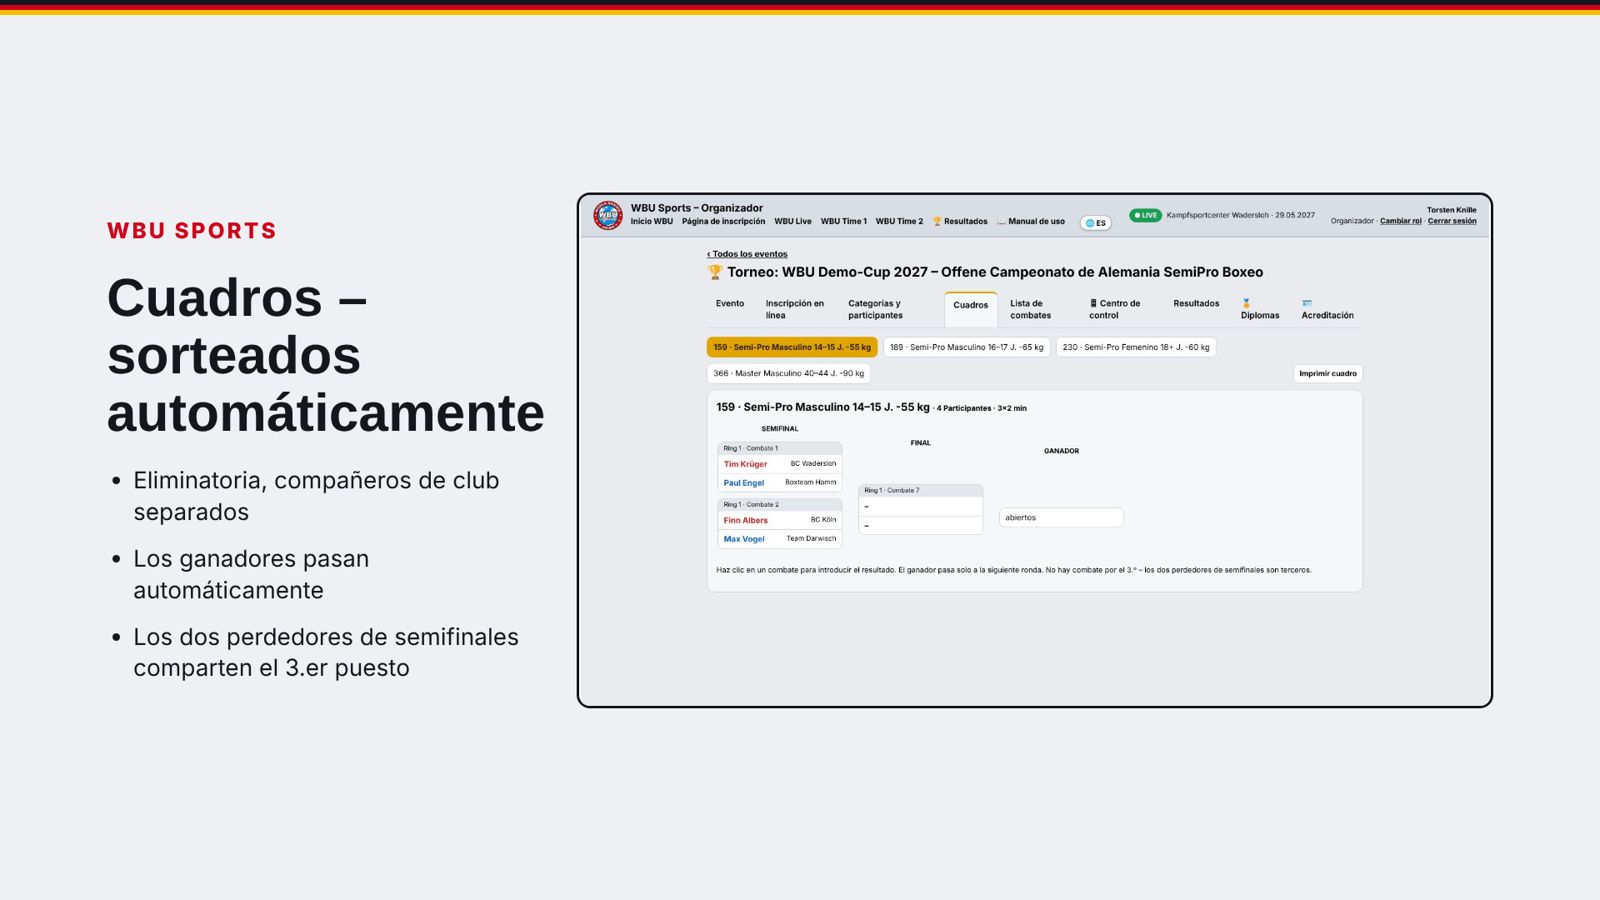 WBU SPORTS
Cuadros –
sorteados
automáticamente
• Eliminatoria, compañeros de club
separados
• Los ganadores pasan
automáticamente
• Los dos perdedores de semifinales
comparten el 3.er puesto
WBU Sports – Organizador
Inicio WBU Página de inscripción WBU Live WBU Time 1 WBU Time 2 🏆 Resultados 📖 Manual de uso
🌐 ES
LIVE Kampfsportcenter Wadersloh · 29.05.2027
Torsten Knille
Organizador · Cambiar rol · Cerrar sesión
‹ Todos los eventos
🏆 Torneo: WBU Demo-Cup 2027 – Offene Campeonato de Alemania SemiPro Boxeo
Evento
Inscripción en
línea
Categorías y
participantes
Cuadros
Lista de
combates
Centro de
control
Resultados
🏅
Diplomas
🪪
Acreditación
159 · Semi-Pro Masculino 14–15 J. -55 kg
189 · Semi-Pro Masculino 16–17 J. -65 kg
230 · Semi-Pro Femenino 18+ J. -60 kg
366 · Master Masculino 40–44 J. -90 kg
Imprimir cuadro
159 · Semi-Pro Masculino 14–15 J. -55 kg · 4 Participantes · 3×2 min
SEMIFINAL
Ring 1 · Combate 1
Tim Krüger BC Wadersloh
Paul Engel Boxteam Hamm
Ring 1 · Combate 2
Finn Albers BC Köln
Max Vogel Team Darwisch
FINAL
Ring 1 · Combate 7
–
–
GANADOR
abiertos
Haz clic en un combate para introducir el resultado. El ganador pasa solo a la siguiente ronda. No hay combate por el 3.º – los dos perdedores de semifinales son terceros.